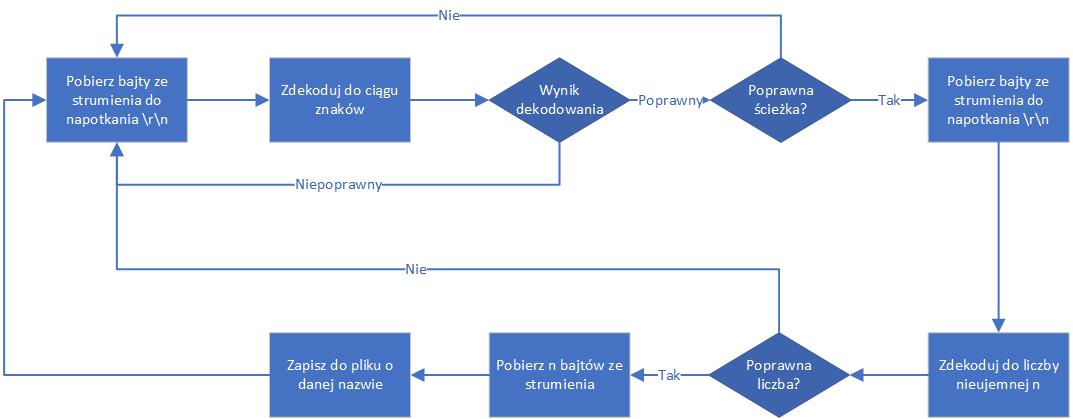 Nie
Pobierz bajty ze
strumienia do
napotkania \r\n
Zdekoduj do ciągu
znaków
Wynik
dekodowania
Poprawny
Poprawna
ścieżka?
Tak
Pobierz bajty ze
strumienia do
napotkania \r\n
Niepoprawny
Nie
Zapisz do pliku o
danej nazwie
Pobierz n bajtów ze
strumienia
Tak
Poprawna
liczba?
Zdekoduj do liczby
nieujemnej n